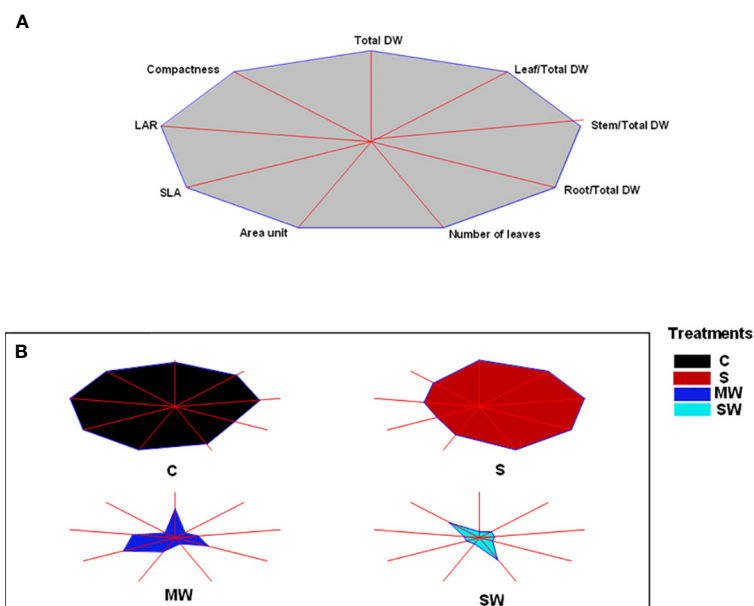 A
Total DW
Compactness
Leaf/Total DW
LAR
Stem/Total DW
SLA
Root/Total DW
Area unit
Number of leaves
B
C
S
MW
SW
Treatments
C
S
MW
SW